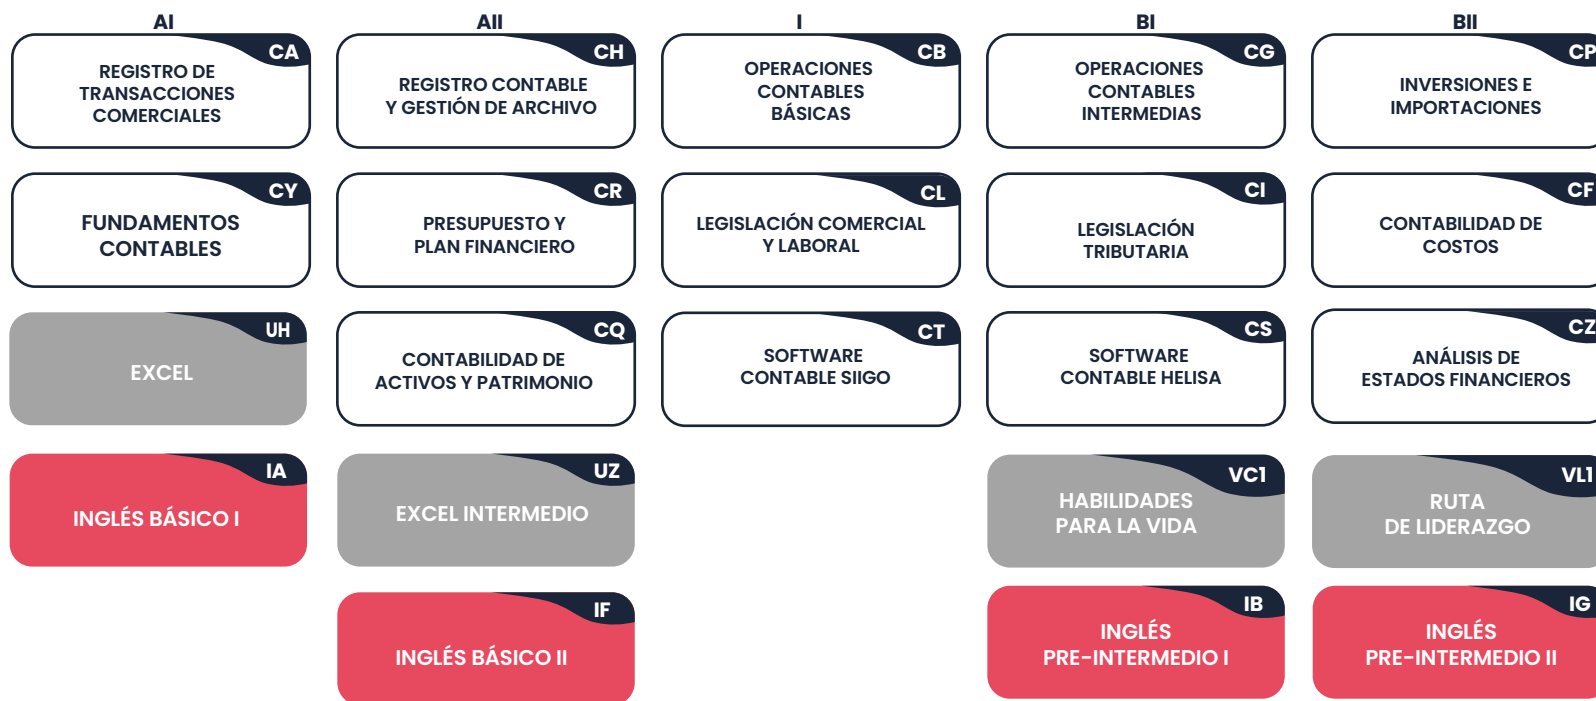 AI
AII
I
BI
BII
CA
REGISTRO DE
TRANSACCIONES
COMERCIALES
CH
REGISTRO CONTABLE
Y GESTIÓN DE ARCHIVO
CB
OPERACIONES
CONTABLES
BÁSICAS
CG
OPERACIONES
CONTABLES
INTERMEDIAS
CP
INVERSIONES E
IMPORTACIONES
CY
FUNDAMENTOS
CONTABLES
CR
PRESUPUESTO Y
PLAN FINANCIERO
CL
LEGISLACIÓN COMERCIAL
Y LABORAL
CI
LEGISLACIÓN
TRIBUTARIA
CF
CONTABILIDAD DE
COSTOS
UH
EXCEL
CQ
CONTABILIDAD DE
ACTIVOS Y PATRIMONIO
CT
SOFTWARE
CONTABLE SIIGO
CS
SOFTWARE
CONTABLE HELISA
CZ
ANÁLISIS DE
ESTADOS FINANCIEROS
IA
INGLÉS BÁSICO I
UZ
EXCEL INTERMEDIO
VC1
HABILIDADES
PARA LA VIDA
VL1
RUTA
DE LIDERAZGO
IF
INGLÉS BÁSICO II
IB
INGLÉS
PRE-INTERMEDIO I
IG
INGLÉS
PRE-INTERMEDIO II